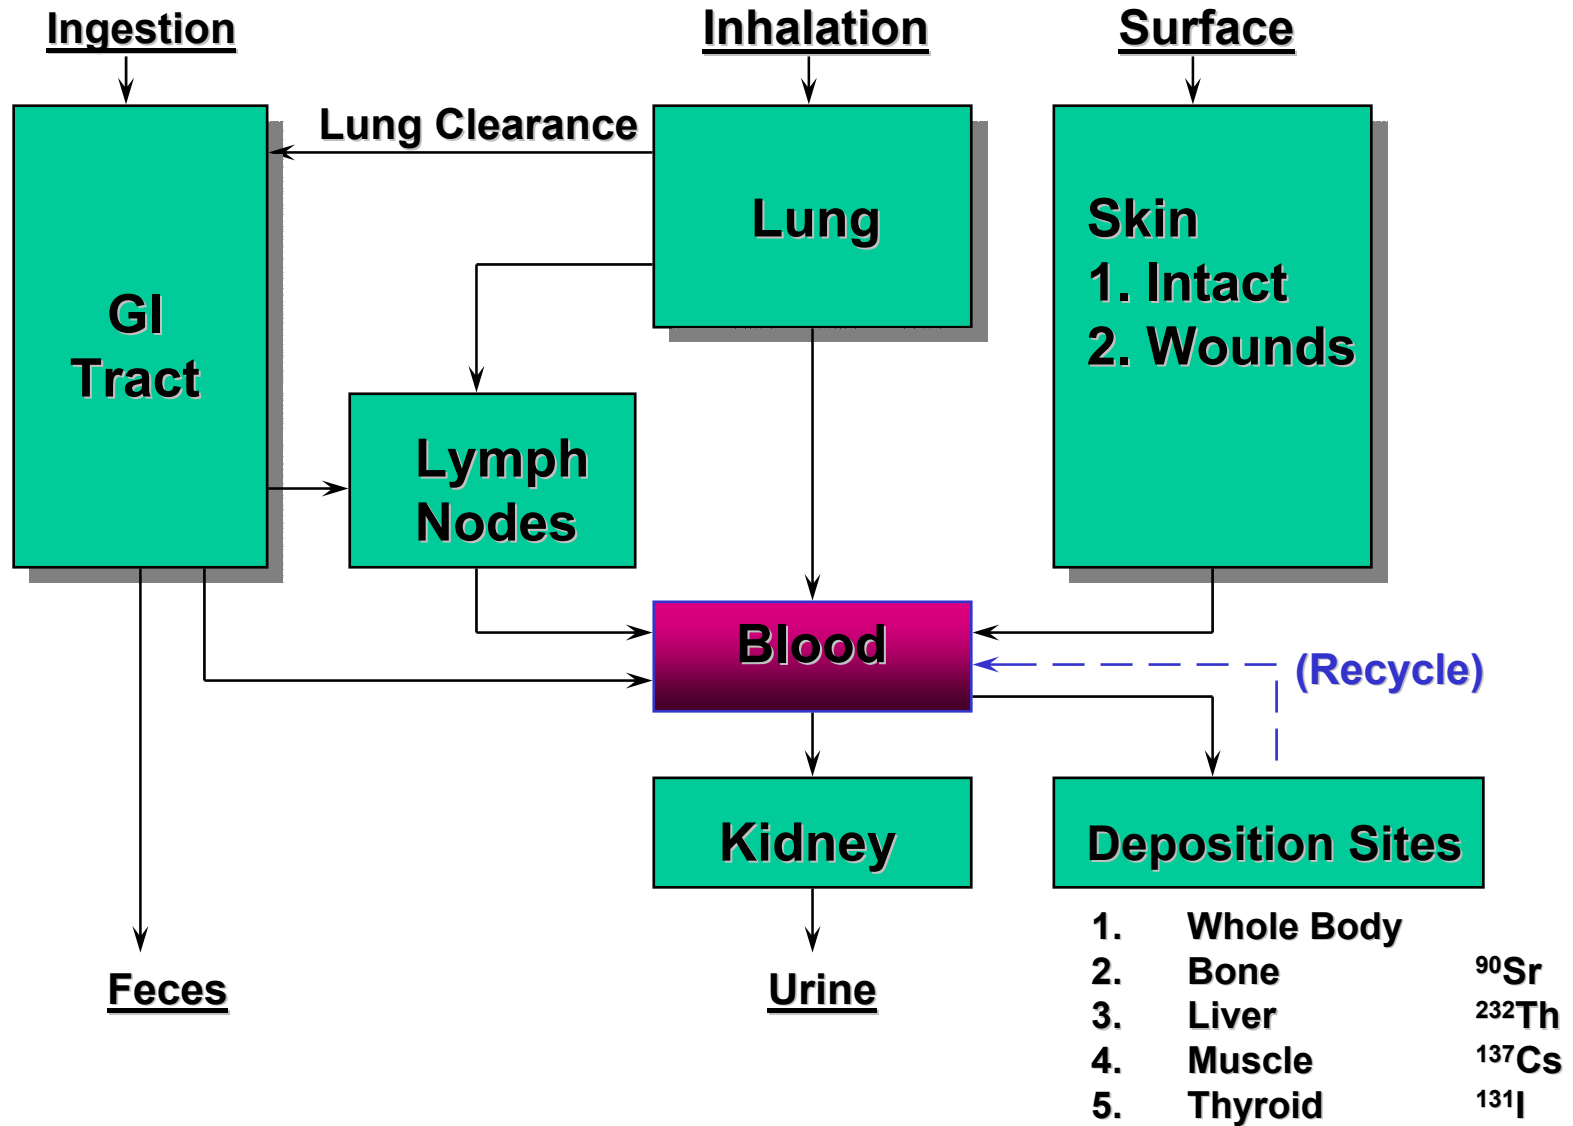 Ingestion
Inhalation
Surface
Lung Clearance
Lung
Skin
1. Intact
2. Wounds
GI
Tract
Lymph
Nodes
Blood
(Recycle)
Kidney
Deposition Sites
Feces
Urine
1. Whole Body
2. Bone ⁹⁰Sr
3. Liver ²³²Th
4. Muscle ¹³⁷Cs
5. Thyroid ¹³¹I